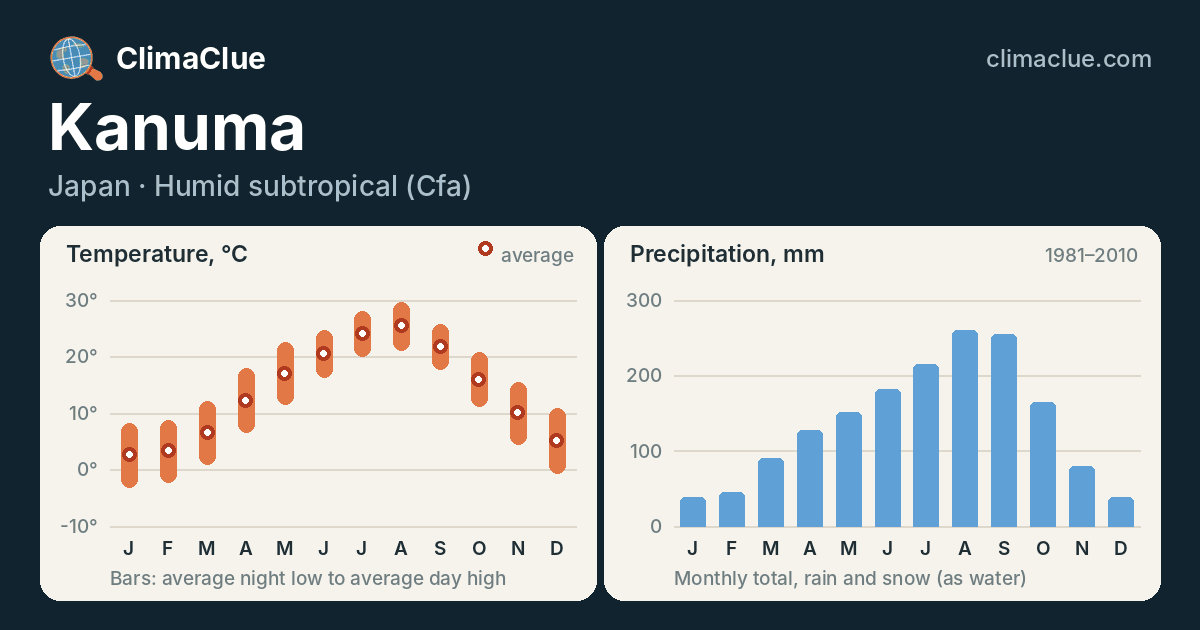 ClimaClue
climaclue.com
Kanuma
Japan · Humid subtropical (Cfa)
Temperature, °C
average
30°
20°
10°
0°
-10°
J F M A M J J A S O N D
Bars: average night low to average day high
Precipitation, mm
1981–2010
300
200
100
0
J F M A M J J A S O N D
Monthly total, rain and snow (as water)